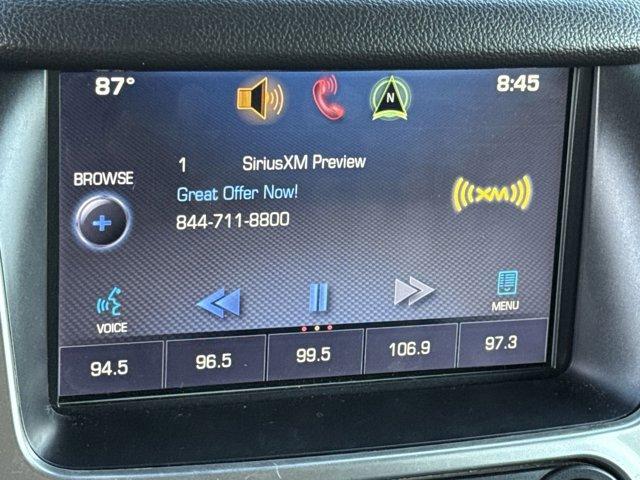 87° 8:45
N
1 SiriusXM Preview
BROWSE
Great Offer Now!
844-711-8800
((((XM))))
VOICE
MENU
94.5 96.5 99.5 106.9 97.3